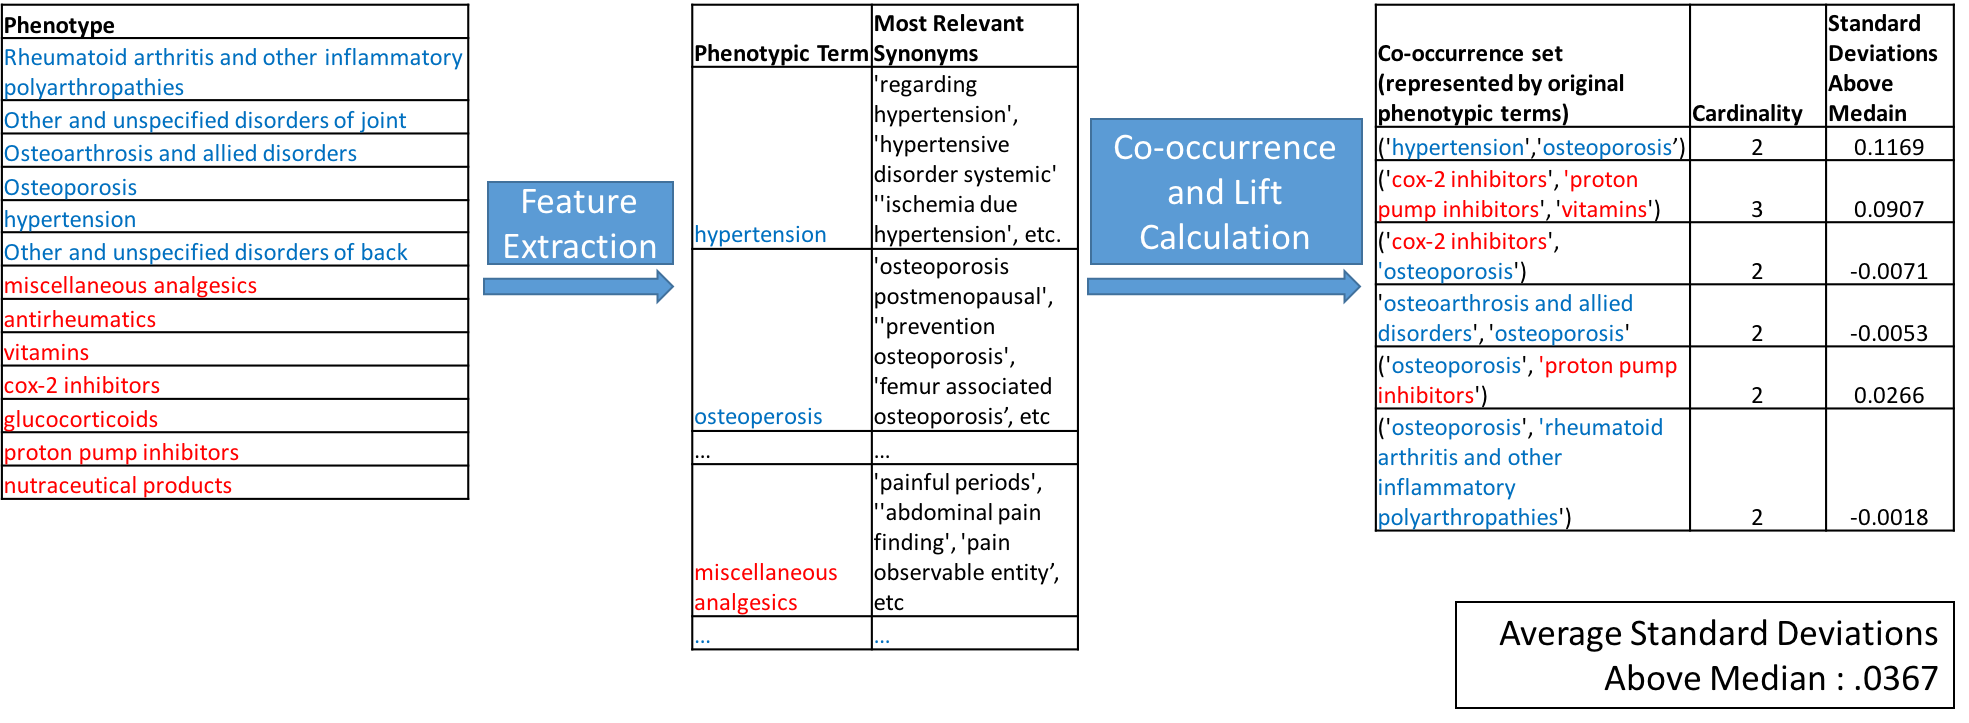 Phenotype
Rheumatoid arthritis and other inflammatory
polyarthropathies
Other and unspecified disorders of joint
Osteoarthrosis and allied disorders
Osteoporosis
hypertension
Other and unspecified disorders of back
miscellaneous analgesics
antirheumatics
vitamins
cox-2 inhibitors
glucocorticoids
proton pump inhibitors
nutraceutical products
Feature
Extraction
Phenotypic Term
Most Relevant
Synonyms
hypertension
'regarding
hypertension',
'hypertensive
disorder systemic'
''ischemia due
hypertension', etc.
osteoperosis
'osteoporosis
postmenopausal',
''prevention
osteoporosis',
'femur associated
osteoporosis’, etc
...
...
miscellaneous
analgesics
'painful periods',
''abdominal pain
finding', 'pain
observable entity’,
etc
...
...
Co-occurrence
and Lift
Calculation
Co-occurrence set
(represented by original
phenotypic terms)
Cardinality
Standard
Deviations
Above
Medain
('hypertension','osteoporosis’)
2
0.1169
('cox-2 inhibitors', 'proton
pump inhibitors', 'vitamins')
3
0.0907
('cox-2 inhibitors',
'osteoporosis')
2
-0.0071
'osteoarthrosis and allied
disorders', 'osteoporosis'
2
-0.0053
('osteoporosis', 'proton pump
inhibitors')
2
0.0266
('osteoporosis', 'rheumatoid
arthritis and other
inflammatory
polyarthropathies')
2
-0.0018
Average Standard Deviations
Above Median : .0367